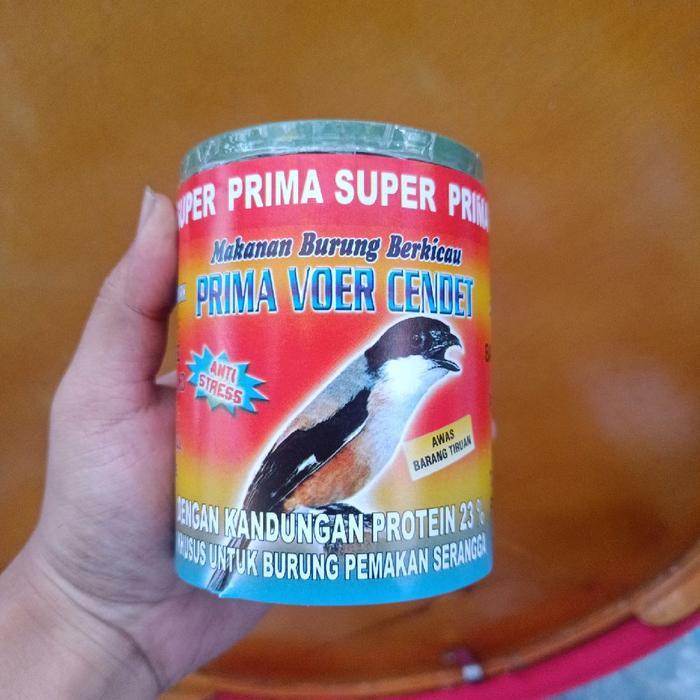 SUPER PRIMA SUPER PRIMA
Makanan Burung Berkicau
PRIMA VOER CENDET
ANTI
STRESS
AWAS
BARANG TIRUAN
DENGAN KANDUNGAN PROTEIN 23 %
KHUSUS UNTUK BURUNG PEMAKAN SERANGGA